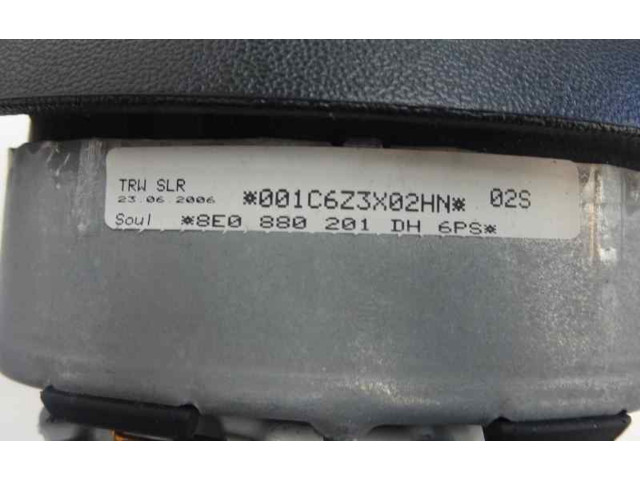 TRW SLR
23.06.2006 *001C6Z3X02HN* 02S
Soul *8E0 880 201 DH 6PS*